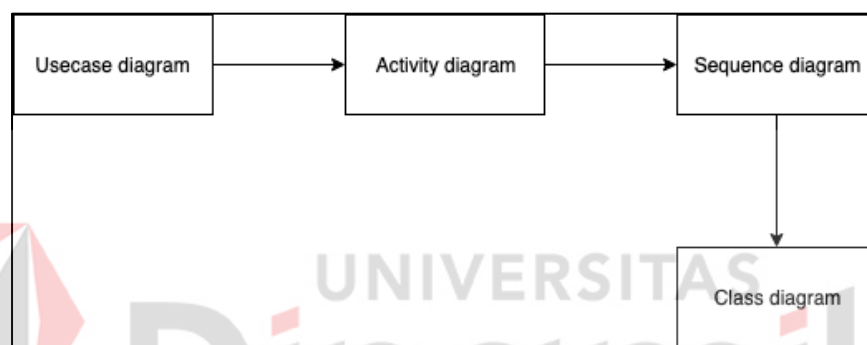 Usecase diagram
Activity diagram
Sequence diagram
UNIVERSITAS
Class diagram